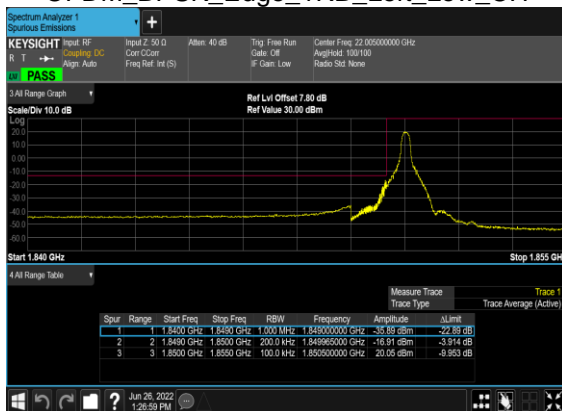 Spectrum Analyzer 1
Spurious Emissions
KEYSIGHT Input: RF
R T Coupling: DC
Align: Auto
Input Z: 50 Ω
Corr CCorr
Freq Ref: Int (S)
Atten: 40 dB
Trig: Free Run
Gate: Off
IF Gain: Low
Center Freq: 22.005000000 GHz
Avg|Hold: 100/100
Radio Std: None
PASS
3 All Range Graph
Ref Lvl Offset 7.80 dB
Scale/Div 10.0 dB Ref Value 30.00 dBm
Log
20.0
10.0
0.00
-10.0
-20.0
-30.0
-40.0
-50.0
-60.0
Start 1.840 GHz Stop 1.855 GH
4 All Range Table
Measure Trace Trace 1
Trace Type Trace Average (Active)
Spur Range Start Freq Stop Freq RBW Frequency Amplitude ΔLimit
1 1 1.8400 GHz 1.8490 GHz 1.000 MHz 1.849000000 GHz -35.89 dBm -22.89 dB
2 2 1.8490 GHz 1.8500 GHz 200.0 kHz 1.849965000 GHz -16.91 dBm -3.914 dB
3 3 1.8500 GHz 1.8550 GHz 100.0 kHz 1.850500000 GHz 20.05 dBm -9.953 dB
Jun 26, 2022
1:26:59 PM